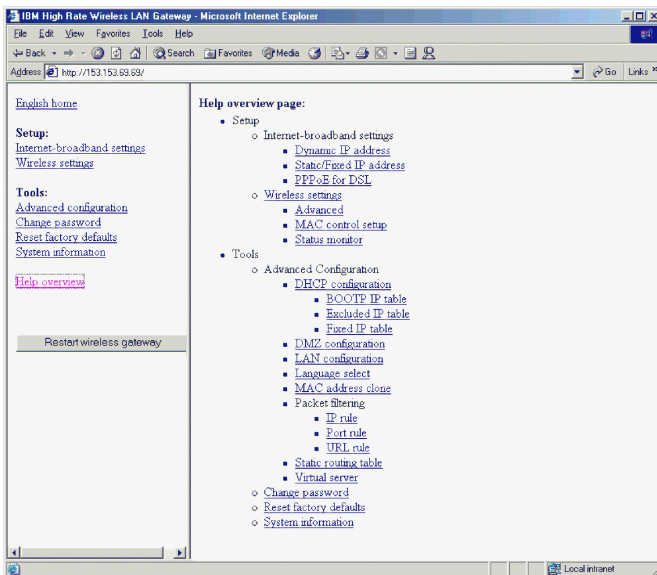 IBM High Rate Wireless LAN Gateway - Microsoft Internet Explorer
File Edit View Favorites Tools Help
Back Search Favorites Media
Address http://153.153.69.69/ Go Links »
English home
Setup:
Internet-broadband settings
Wireless settings
Tools:
Advanced configuration
Change password
Reset factory defaults
System information
Help overview
Restart wireless gateway
Help overview page:
Setup
Internet-broadband settings
Dynamic IP address
Static/Fixed IP address
PPPoE for DSL
Wireless settings
Advanced
MAC control setup
Status monitor
Tools
Advanced Configuration
DHCP configuration
BOOTP IP table
Excluded IP table
Fixed IP table
DMZ configuration
LAN configuration
Language select
MAC address clone
Packet filtering
IP rule
Port rule
URL rule
Static routing table
Virtual server
Change password
Reset factory defaults
System information
Local intranet